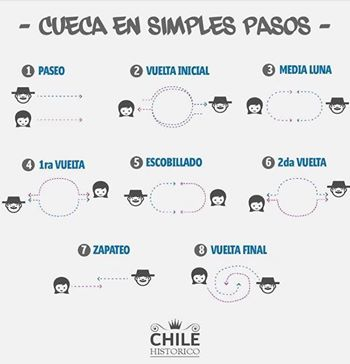 - CUECA EN SIMPLES PASOS -
1 PASEO
2 VUELTA INICIAL
3 MEDIA LUNA
4 1ra VUELTA
5 ESCOBILLADO
6 2da VUELTA
7 ZAPATEO
8 VUELTA FINAL
CHILE
HISTORICO